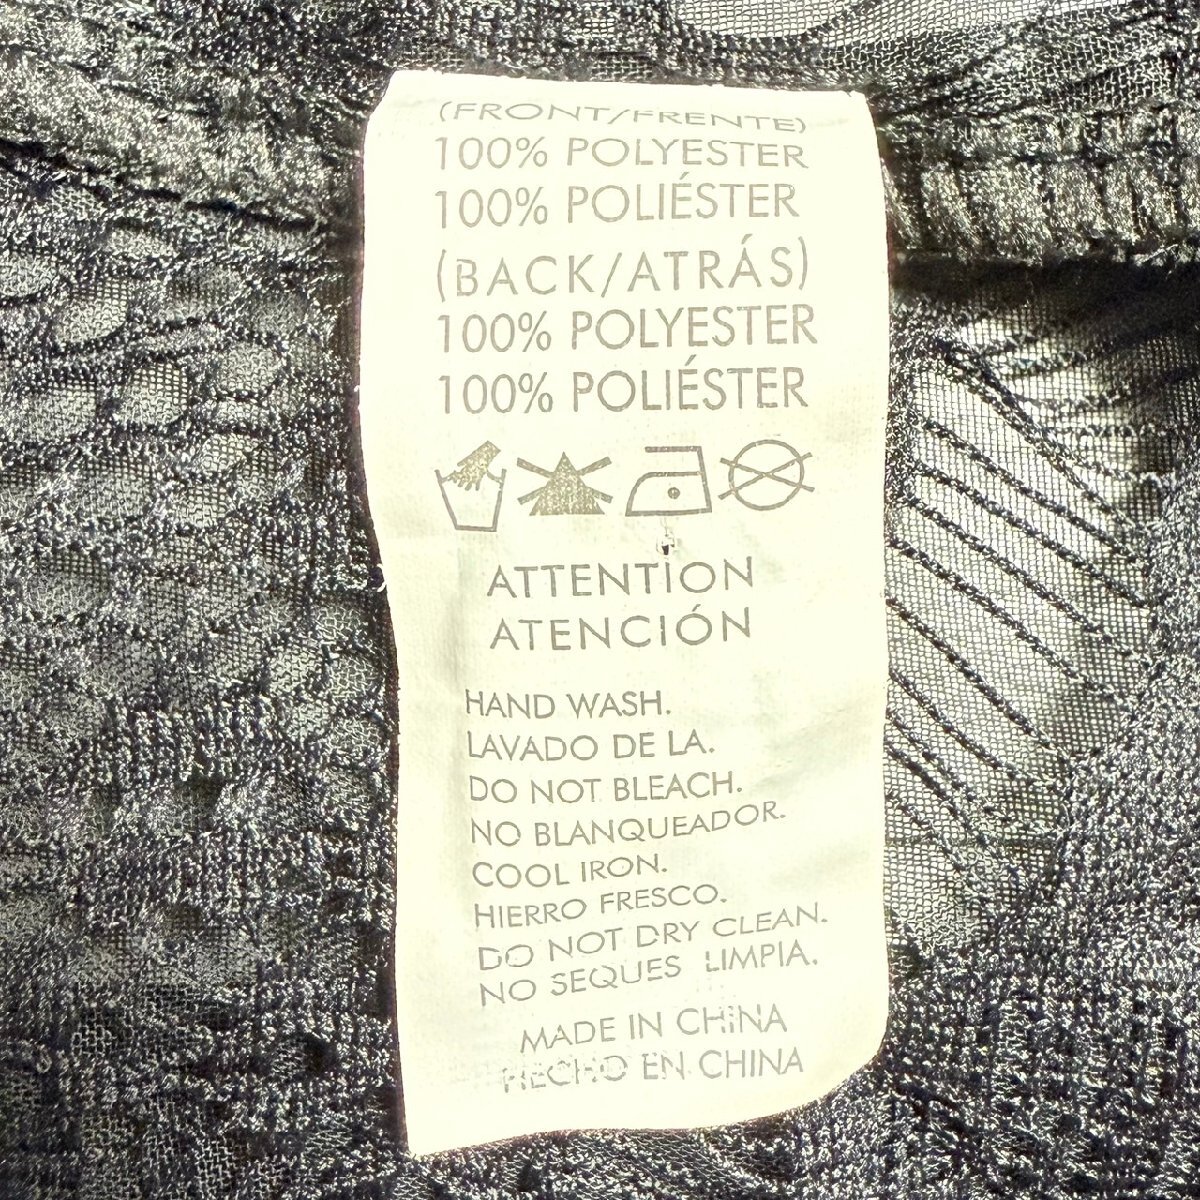 (FRONT/FRENTE)
100% POLYESTER
100% POLIÉSTER
(BACK/ATRÁS)
100% POLYESTER
100% POLIÉSTER
ATTENTION
ATENCIÓN
HAND WASH.
LAVADO DE LA.
DO NOT BLEACH.
NO BLANQUEADOR.
COOL IRON.
HIERRO FRESCO.
DO NOT DRY CLEAN.
NO SEQUES LIMPIA.
MADE IN CHINA
HECHO EN CHINA